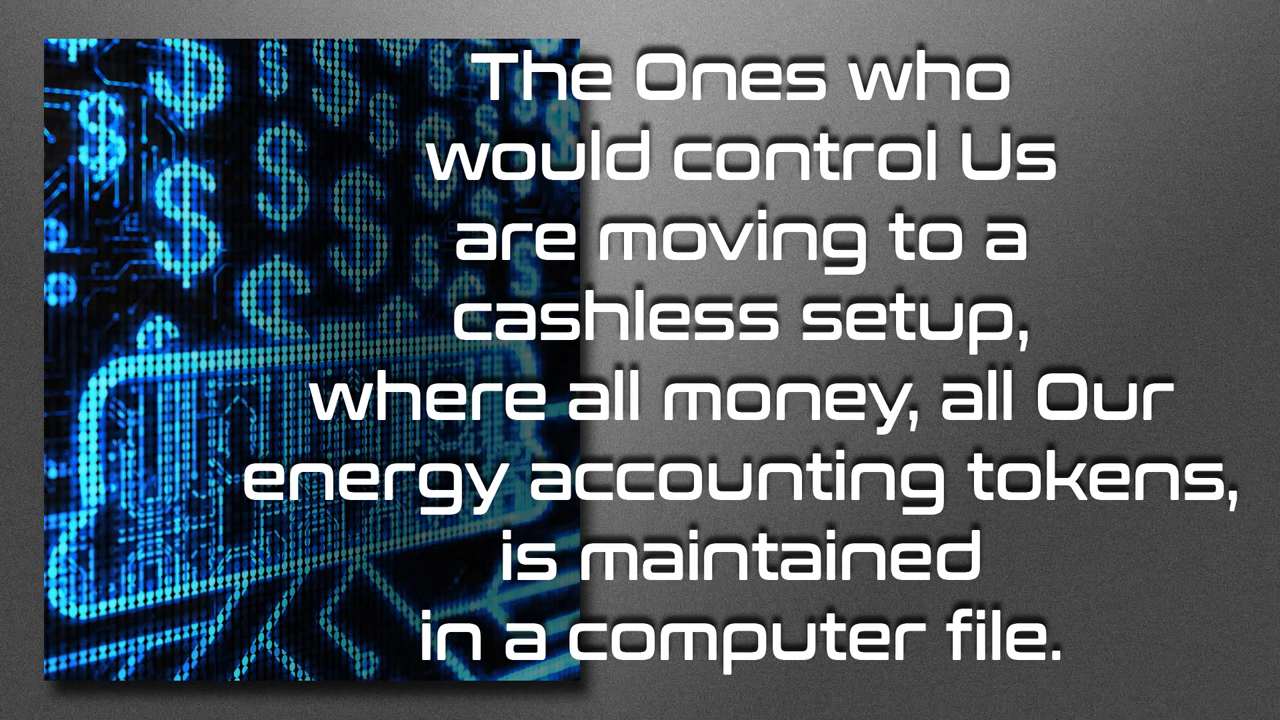 The Ones who
would control Us
are moving to a
cashless setup,
where all money, all Our
energy accounting tokens,
is maintained
in a computer file.